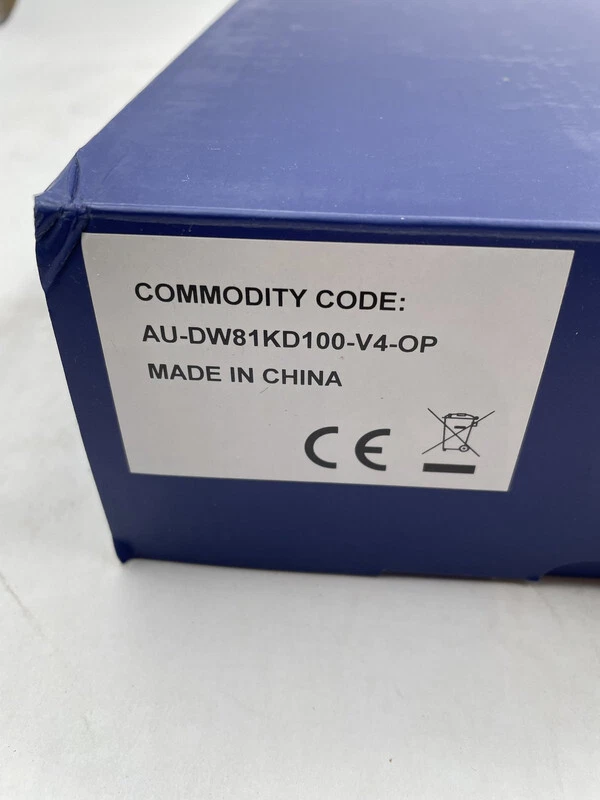 COMMODITY CODE:
AU-DW81KD100-V4-OP
MADE IN CHINA
CE